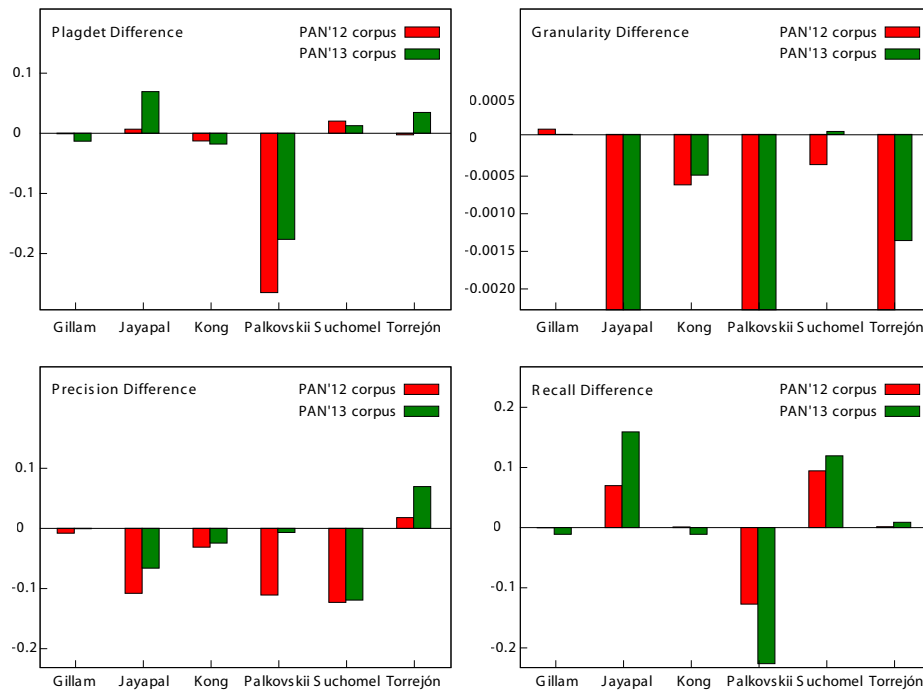 Plagdet Difference
PAN'12 corpus
PAN'13 corpus
0.1
0
-0.1
-0.2
Gillam Jayapal Kong Palkovskii Suchomel Torrejón
Granularity Difference
PAN'12 corpus
PAN'13 corpus
0.0005
0
-0.0005
-0.0010
-0.0015
-0.0020
Gillam Jayapal Kong Palkovskii Suchomel Torrejón
Precision Difference
PAN'12 corpus
PAN'13 corpus
0.1
0
-0.1
-0.2
Gillam Jayapal Kong Palkovskii Suchomel Torrejón
Recall Difference
PAN'12 corpus
PAN'13 corpus
0.2
0.1
0
-0.1
-0.2
Gillam Jayapal Kong Palkovskii Suchomel Torrejón